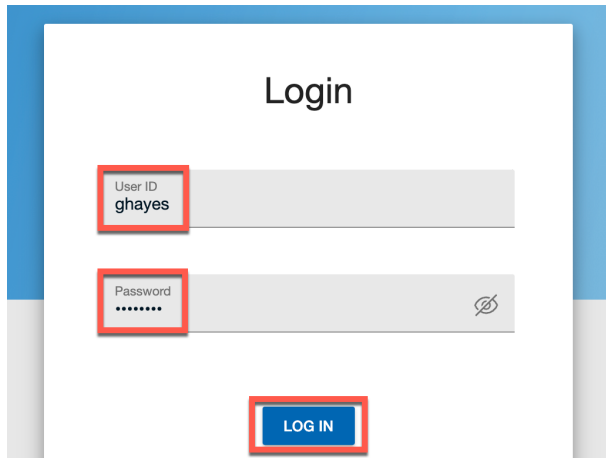 Login
User ID
ghayes
Password
••••••••
LOG IN